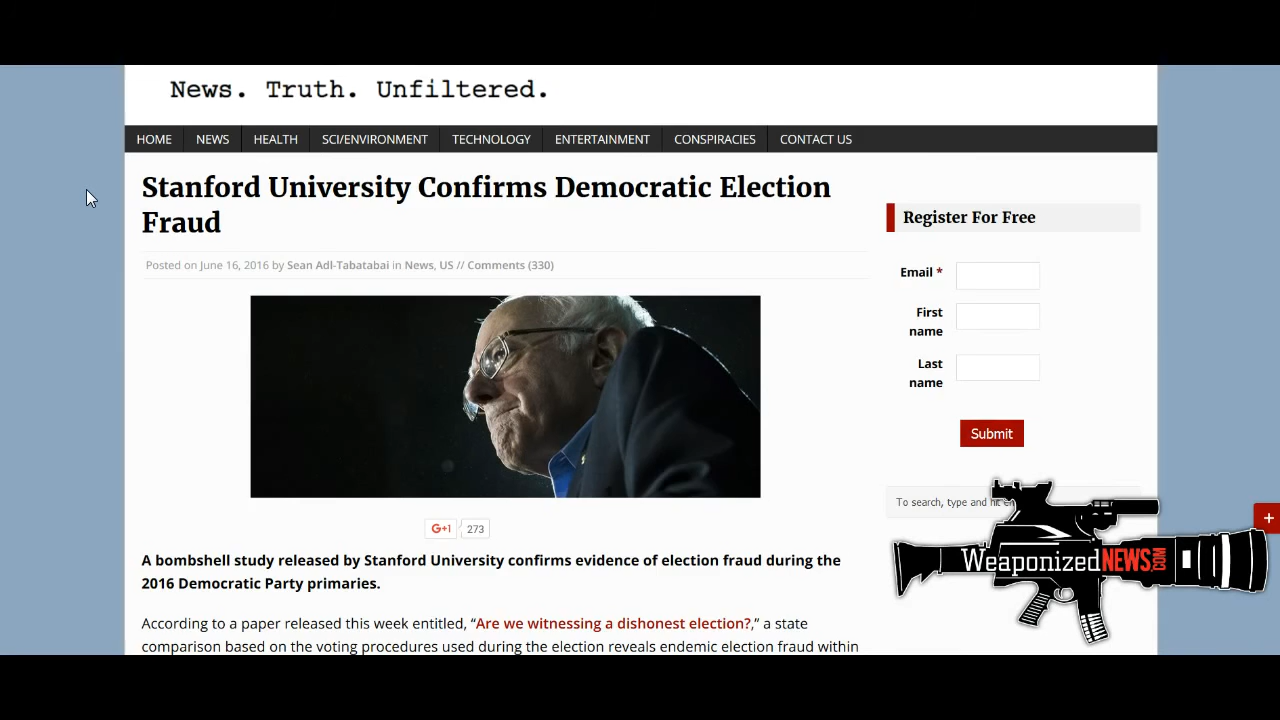 News. Truth. Unfiltered.
HOME NEWS HEALTH SCI/ENVIRONMENT TECHNOLOGY ENTERTAINMENT CONSPIRACIES CONTACT US
Stanford University Confirms Democratic Election
Fraud
Posted on June 16, 2016 by Sean Adl-Tabatabai in News, US // Comments (330)
G+1 273
A bombshell study released by Stanford University confirms evidence of election fraud during the
2016 Democratic Party primaries.
According to a paper released this week entitled, “Are we witnessing a dishonest election?,” a state
comparison based on the voting procedures used during the election reveals endemic election fraud within
Register For Free
Email *
First
name
Last
name
Submit
To search, type and hit
+
WeaponizedNEWS.COM